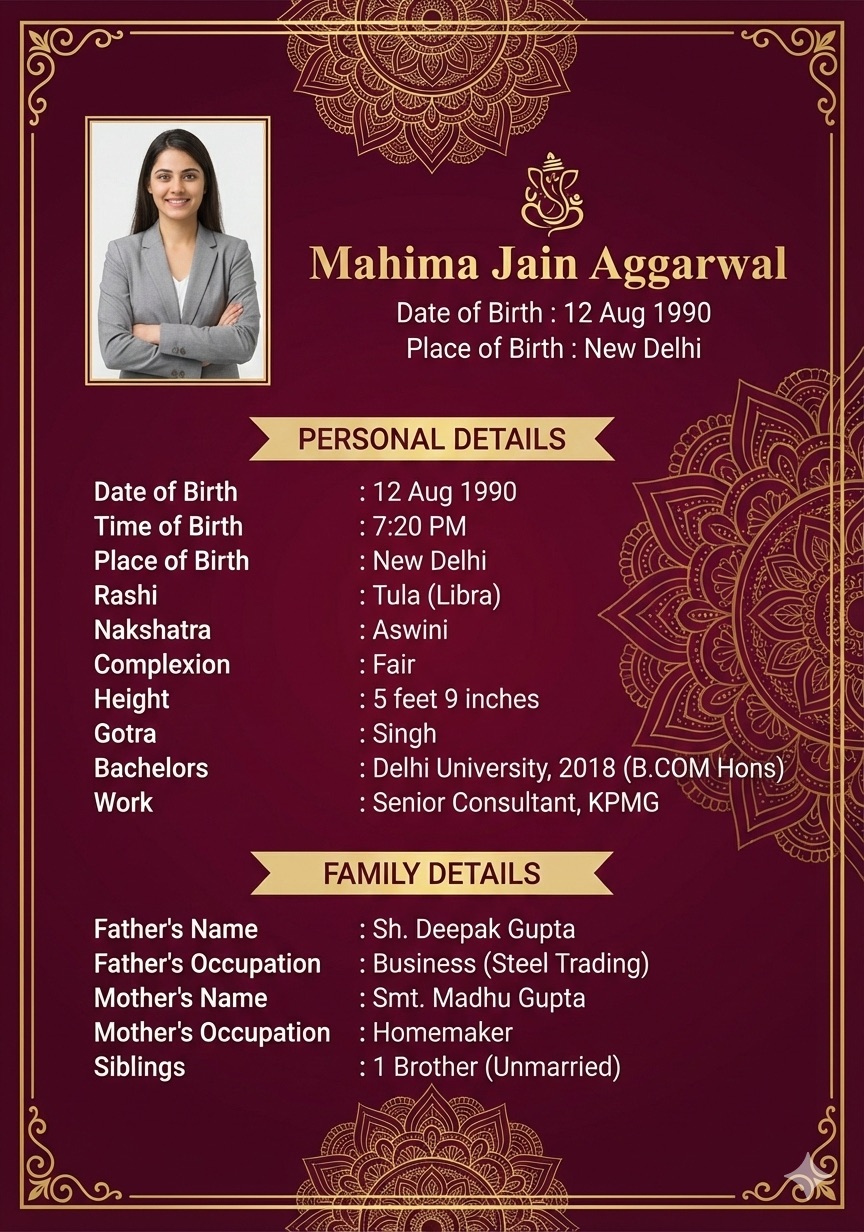 Mahima Jain Aggarwal
Date of Birth : 12 Aug 1990
Place of Birth : New Delhi
PERSONAL DETAILS
Date of Birth : 12 Aug 1990
Time of Birth : 7:20 PM
Place of Birth : New Delhi
Rashi : Tula (Libra)
Nakshatra : Aswini
Complexion : Fair
Height : 5 feet 9 inches
Gotra : Singh
Bachelors : Delhi University, 2018 (B.COM Hons)
Work : Senior Consultant, KPMG
FAMILY DETAILS
Father's Name : Sh. Deepak Gupta
Father's Occupation : Business (Steel Trading)
Mother's Name : Smt. Madhu Gupta
Mother's Occupation : Homemaker
Siblings : 1 Brother (Unmarried)